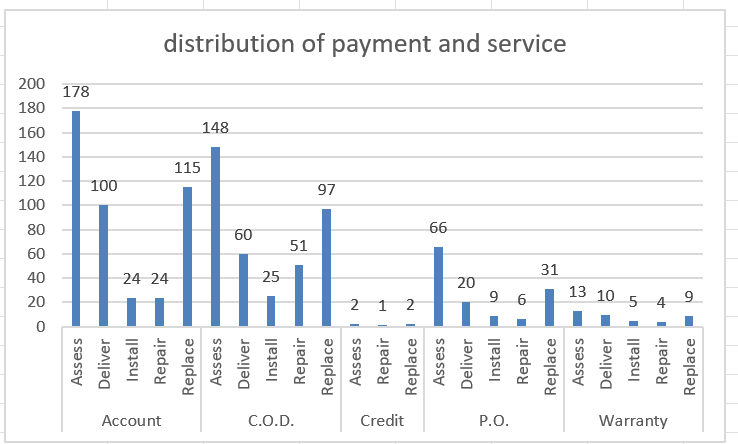 distribution of payment and service
200
180
160
140
120
100
80
60
40
20
0
178
100
24
24
115
148
60
25
51
97
2
1
2
66
20
9
6
31
13
10
5
4
9
Assess
Deliver
Install
Repair
Replace
Assess
Deliver
Install
Repair
Replace
Assess
Repair
Replace
Assess
Deliver
Install
Repair
Replace
Assess
Deliver
Install
Repair
Replace
Account
C.O.D.
Credit
P.O.
Warranty